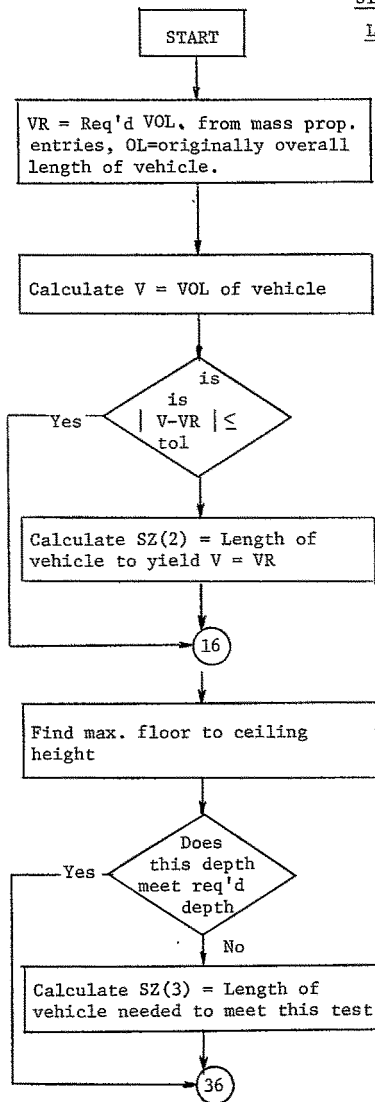 START
VR = Req'd VOL. from mass prop.
entries, OL=originally overall
length of vehicle.
Calculate V = VOL of vehicle
is
is
| V-VR | ≤
tol
Yes
Calculate SZ(2) = Length of
vehicle to yield V = VR
16
Find max. floor to ceiling
height
Does
this depth
meet req'd
depth
Yes
No
Calculate SZ(3) = Length of
vehicle needed to meet this test
36